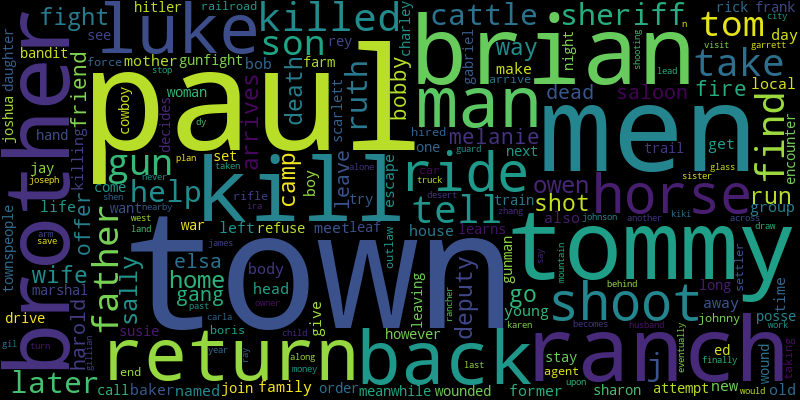 hitler
railroad
rick
frank
n
city
fight
luke
killed
cattle
sheriff
tom
visit
garrett
see
rey
bandit
mother
gunfight
charley
way
day
force
bob
farm
gabriel
make
night
shooting
lead
son
brian
take
daughter
joshua
brother
friend
cowboy
paul
stop
woman
death
ruth
bobby
man
arrive
dead
saloon
fire
local
dy
decides
arrives
scarlett
men
find
hand
killing
plan
never
gun
set
camp
boy
kill
leave
hired
one
melanie
next
trail
get
encounter
jay
joseph
taken
shen
rifle
alone
try
escape
guard
truck
car
ride
train
owen
shot
horse
run
sister
glass
life
offer
come
want
help
west
nearby
land
left
war
refuse
ira
meet
leaf
desert
zhang
tell
also
johnson
kiki
another
across
group
draw
townspeople
wife
father
arm
save
james
outlaw
house
learns
tommy
marshal
sally
elsa
home
gang
body
head
town
deputy
gunman
say
mountain
go
young
shoot
settler
behind
long
away
time
drive
harold
past
owner
carla
give
however
leaving
rancher
karen
becomes
husband
johnny
posse
work
gil
turn
gillian
susie
boris
year
child
ray
return
back
ranch
j
stay
ed
wound
taking
eventually
finally
end
along
money
last
agent
upon
later
call
baker
named
join
family
order
meanwhile
wounded
former
sharon
attempt
new
would
old